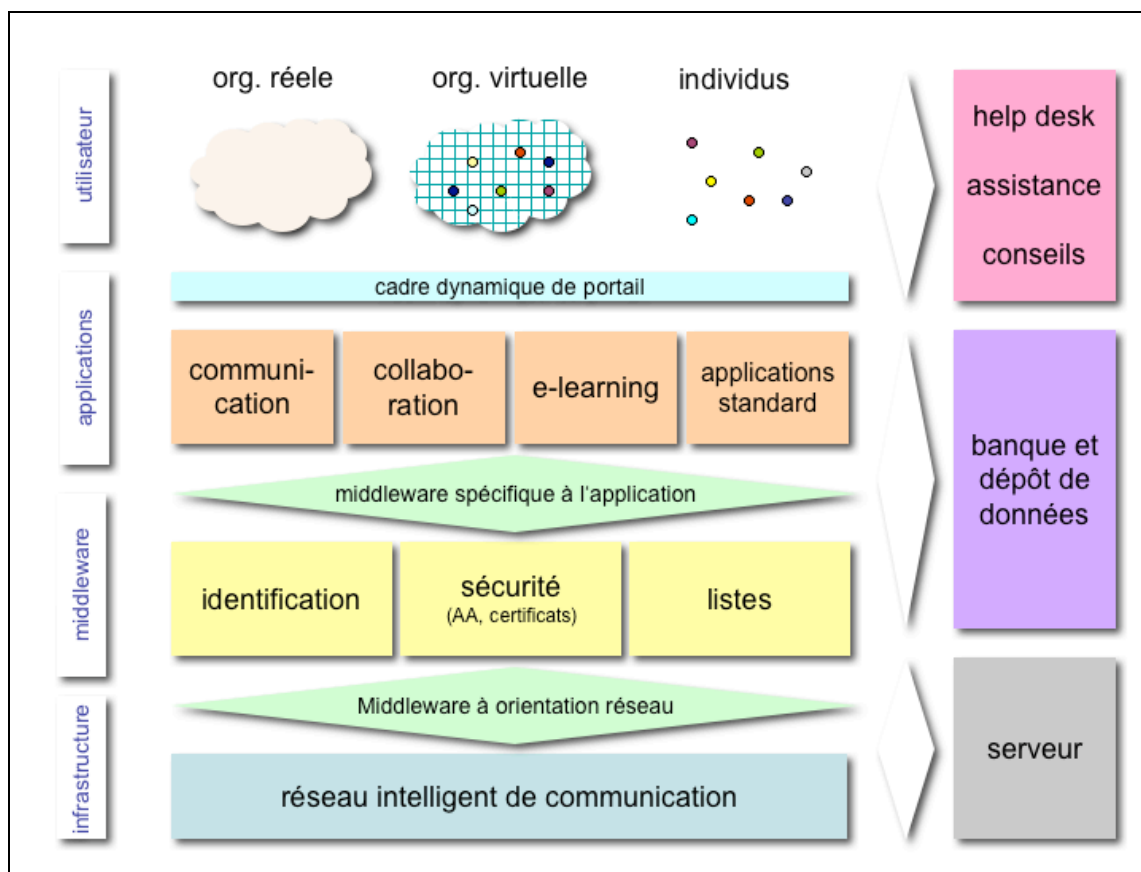 org. réele
org. virtuelle
individus
utilisateur
help desk
assistance
conseils
cadre dynamique de portail
applications
communi-
cation
collabo-
ration
e-learning
applications
standard
banque et
dépôt de
données
middleware spécifique à l'application
middleware
identification
sécurité
(AA, certificats)
listes
Middleware à orientation réseau
infrastructure
réseau intelligent de communication
serveur